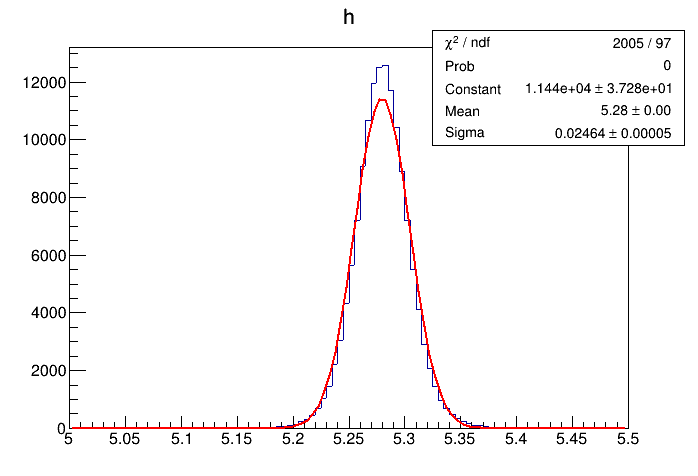 h
χ² / ndf 2005 / 97
Prob 0
Constant 1.144e+04 ± 3.728e+01
Mean 5.28 ± 0.00
Sigma 0.02464 ± 0.00005
12000
10000
8000
6000
4000
2000
0
5 5.05 5.1 5.15 5.2 5.25 5.3 5.35 5.4 5.45 5.5